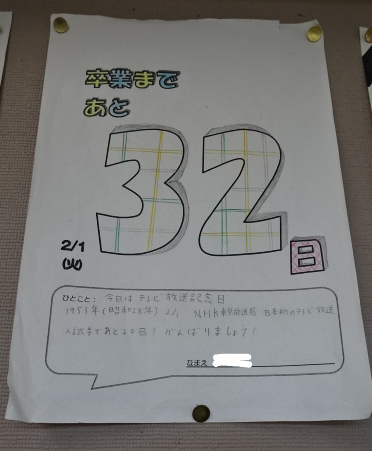 卒業まで
あと
32
日
2/1
(火)
ひとこと： 今日は テレビ 放送記念日
1953年(昭和28年) 2/1 NHK東京放送局 日本初のテレビ放送
入試まであと20日！ がんばりましょう！
なまえ